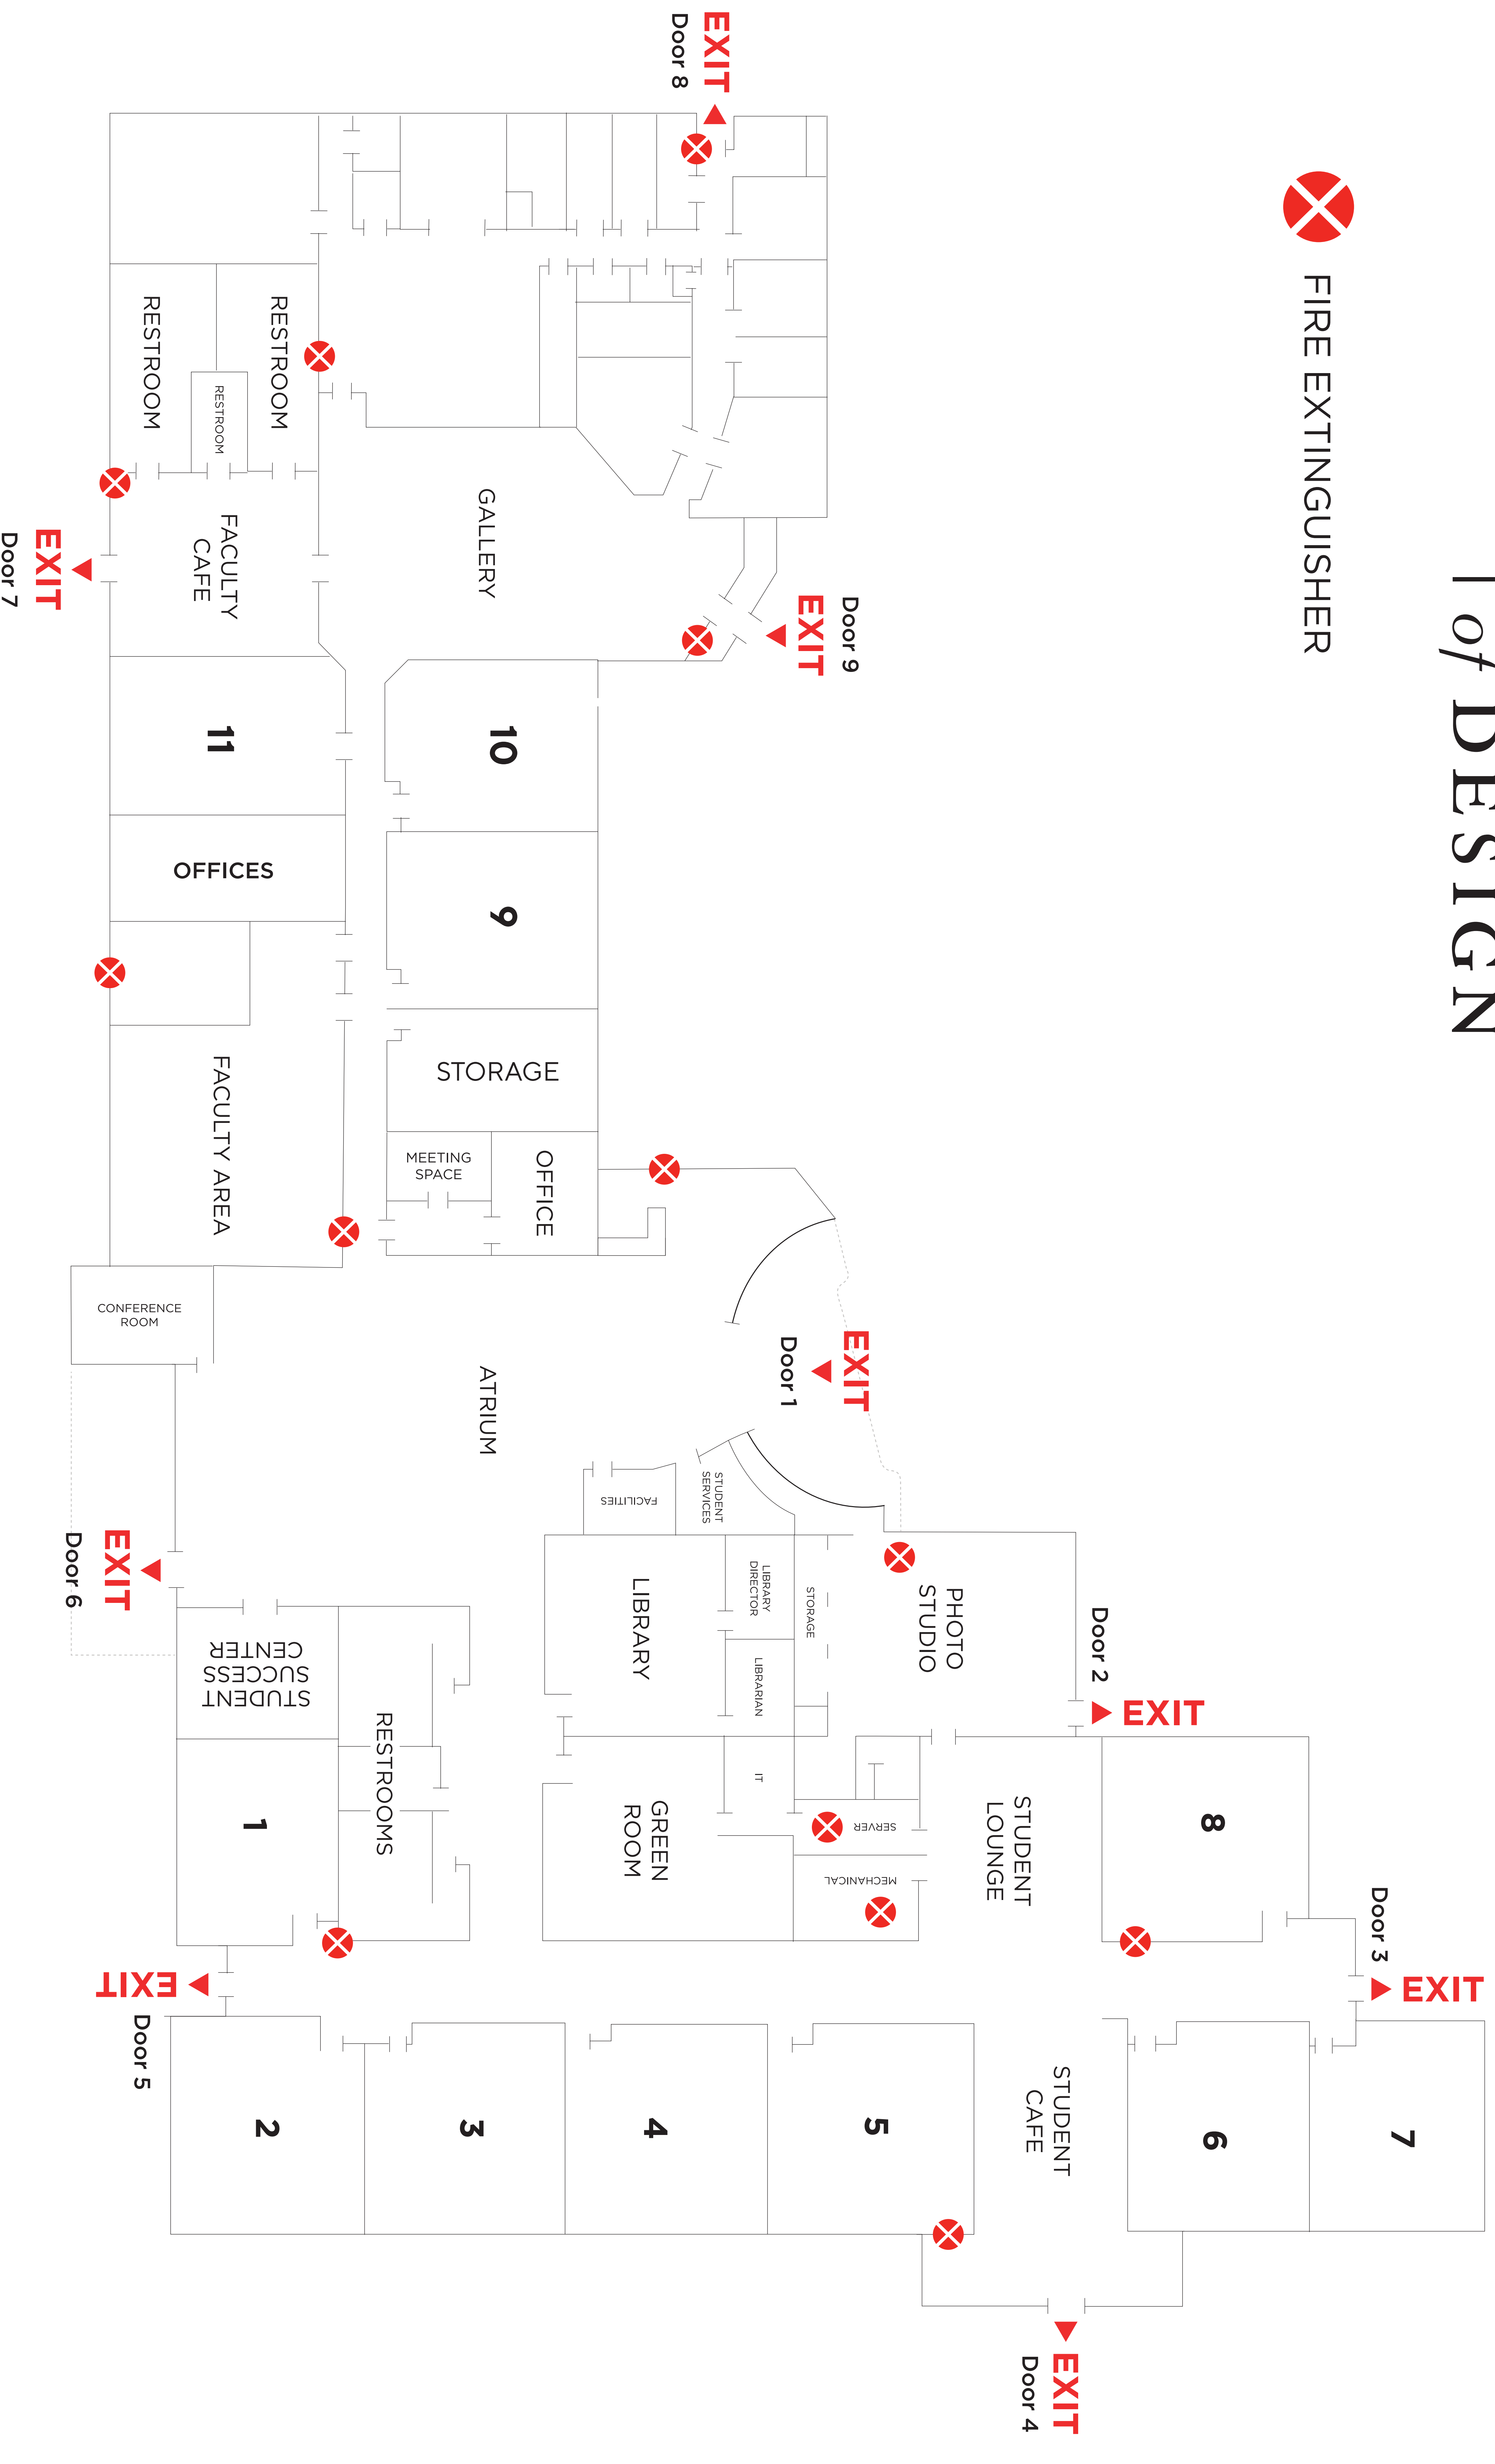 l of DESIGN
FIRE EXTINGUISHER
EXIT
Door 8
RESTROOM
RESTROOM
RESTROOM
FACULTY
CAFE
EXIT
Door 7
GALLERY
Door 9
EXIT
11
10
OFFICES
9
STORAGE
FACULTY AREA
MEETING
SPACE
OFFICE
CONFERENCE
ROOM
ATRIUM
EXIT
Door 1
FACILITIES
STUDENT
SERVICES
EXIT
Door 6
LIBRARY
LIBRARY
DIRECTOR
STORAGE
PHOTO
STUDIO
LIBRARIAN
Door 2
EXIT
STUDENT
SUCCESS
CENTER
RESTROOMS
1
IT
GREEN
ROOM
SERVER
MECHANICAL
STUDENT
LOUNGE
8
Door 3
EXIT
EXIT
Door 5
2
3
4
5
STUDENT
CAFE
6
7
EXIT
Door 4